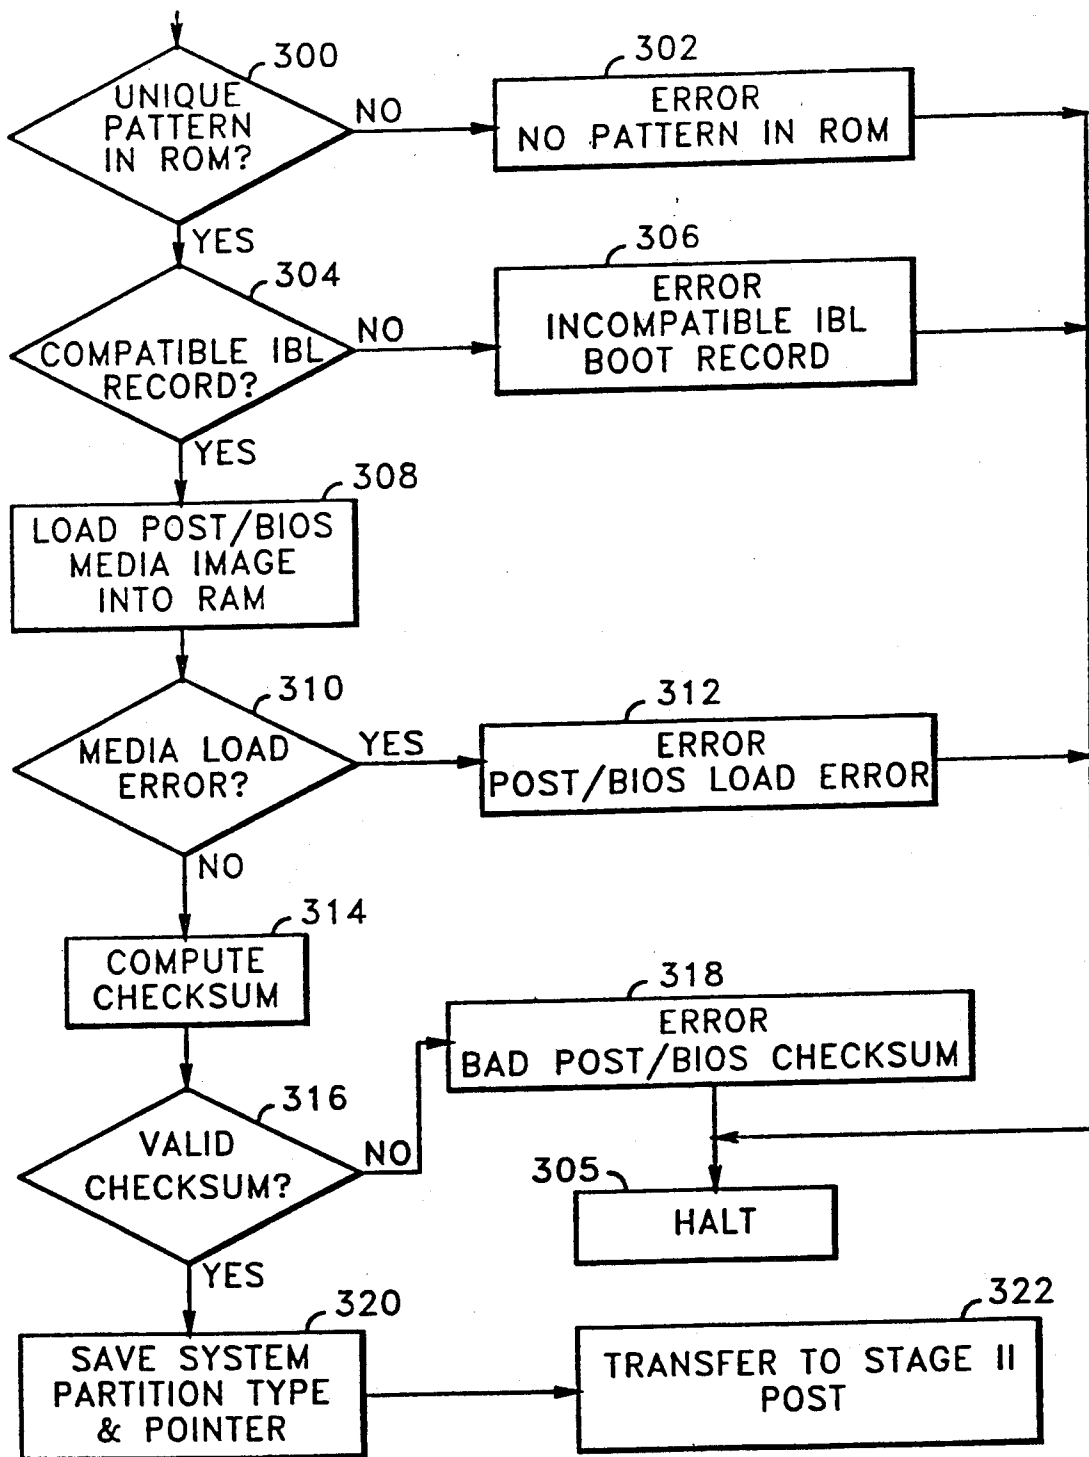 300
UNIQUE
PATTERN
IN ROM?
NO
302
ERROR
NO PATTERN IN ROM
YES
304
COMPATIBLE IBL
RECORD?
NO
306
ERROR
INCOMPATIBLE IBL
BOOT RECORD
YES
308
LOAD POST/BIOS
MEDIA IMAGE
INTO RAM
310
MEDIA LOAD
ERROR?
YES
312
ERROR
POST/BIOS LOAD ERROR
NO
314
COMPUTE
CHECKSUM
316
VALID
CHECKSUM?
NO
318
ERROR
BAD POST/BIOS CHECKSUM
305
HALT
YES
320
SAVE SYSTEM
PARTITION TYPE
& POINTER
322
TRANSFER TO STAGE II
POST